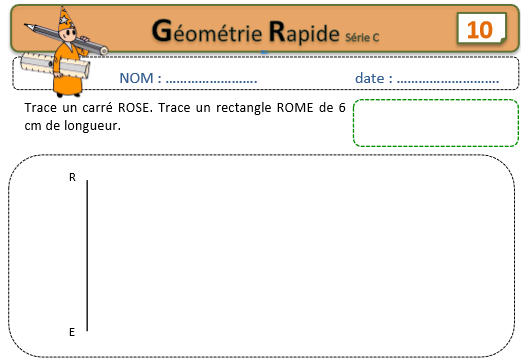 Géométrie Rapide Série C
10
NOM : ......................... date : ............................
Trace un carré ROSE. Trace un rectangle ROME de 6
cm de longueur.
R
E